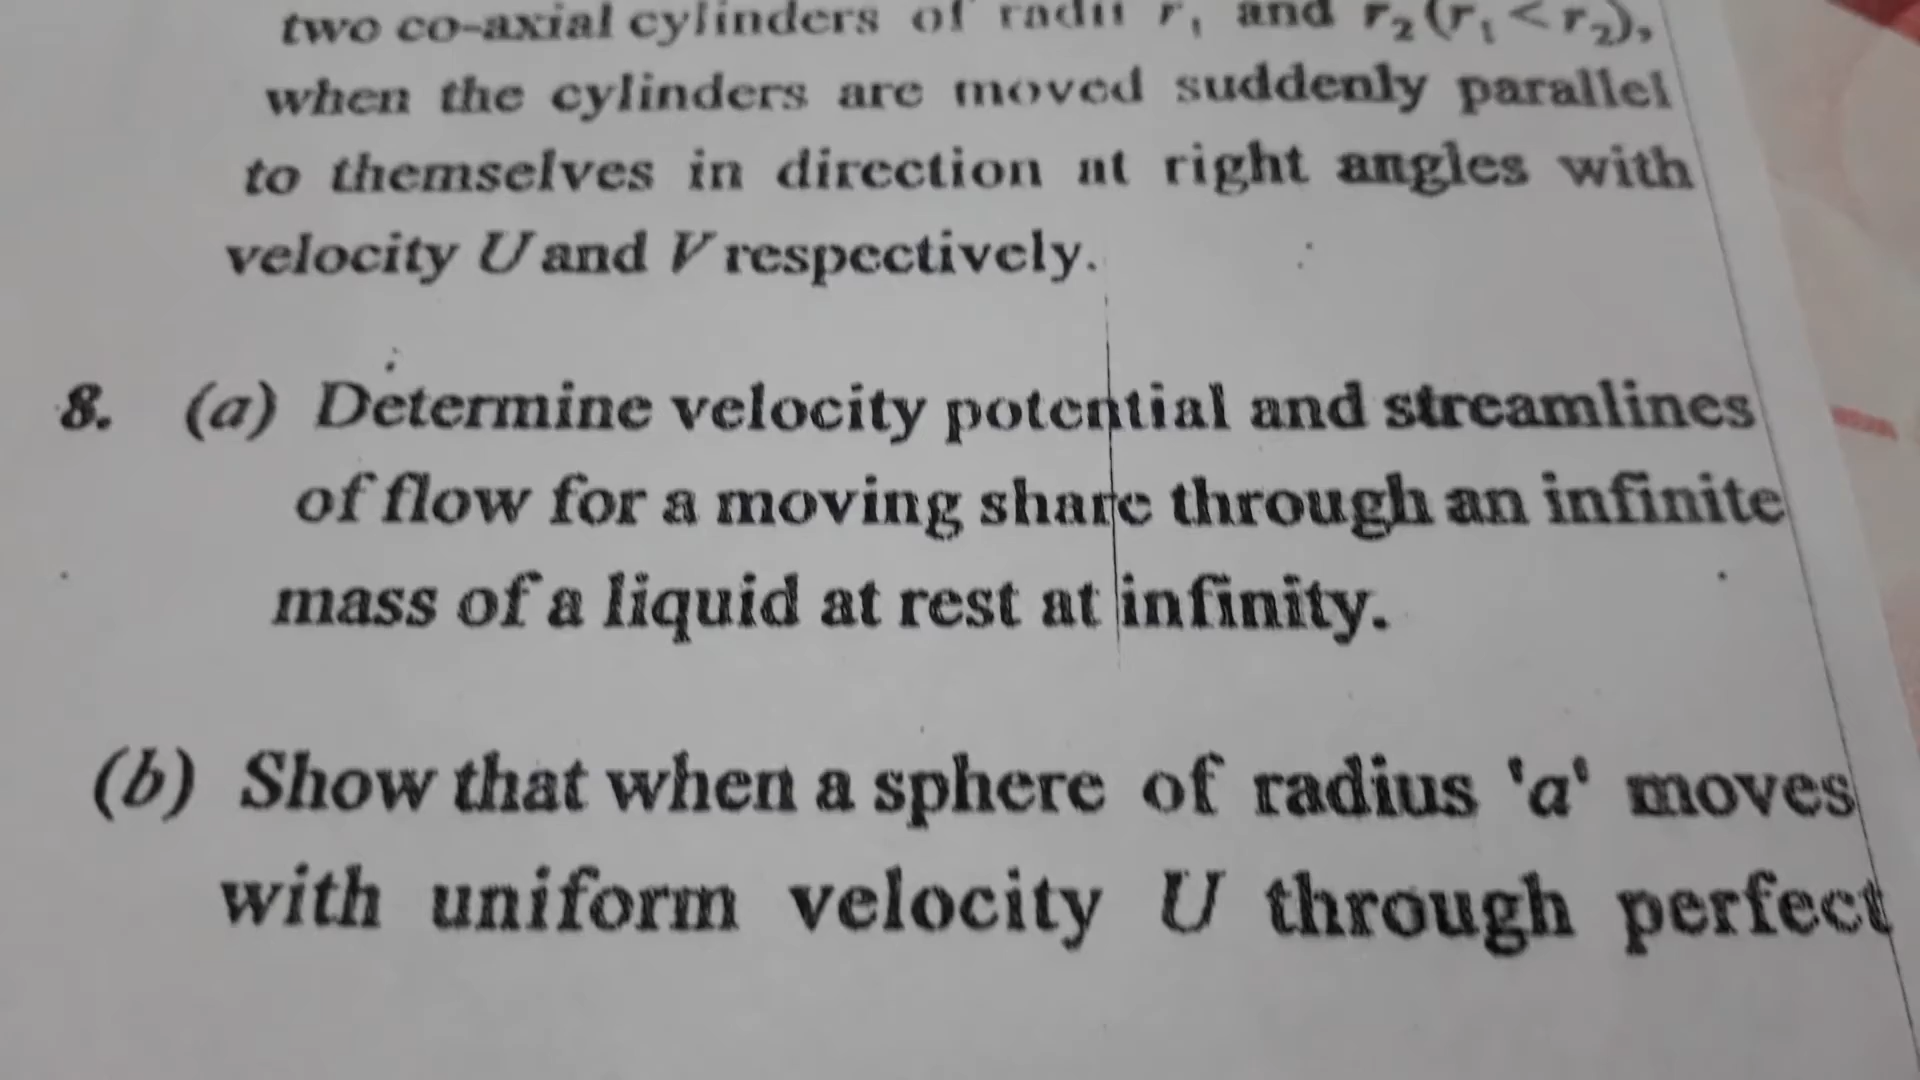 two co-axial cylinders of radii r₁ and r₂(r₁<r₂),
when the cylinders are moved suddenly parallel
to themselves in direction at right angles with
velocity U and V respectively.
8. (a) Determine velocity potential and streamlines
of flow for a moving share through an infinite
mass of a liquid at rest at infinity.
(b) Show that when a sphere of radius 'a' moves
with uniform velocity U through perfect